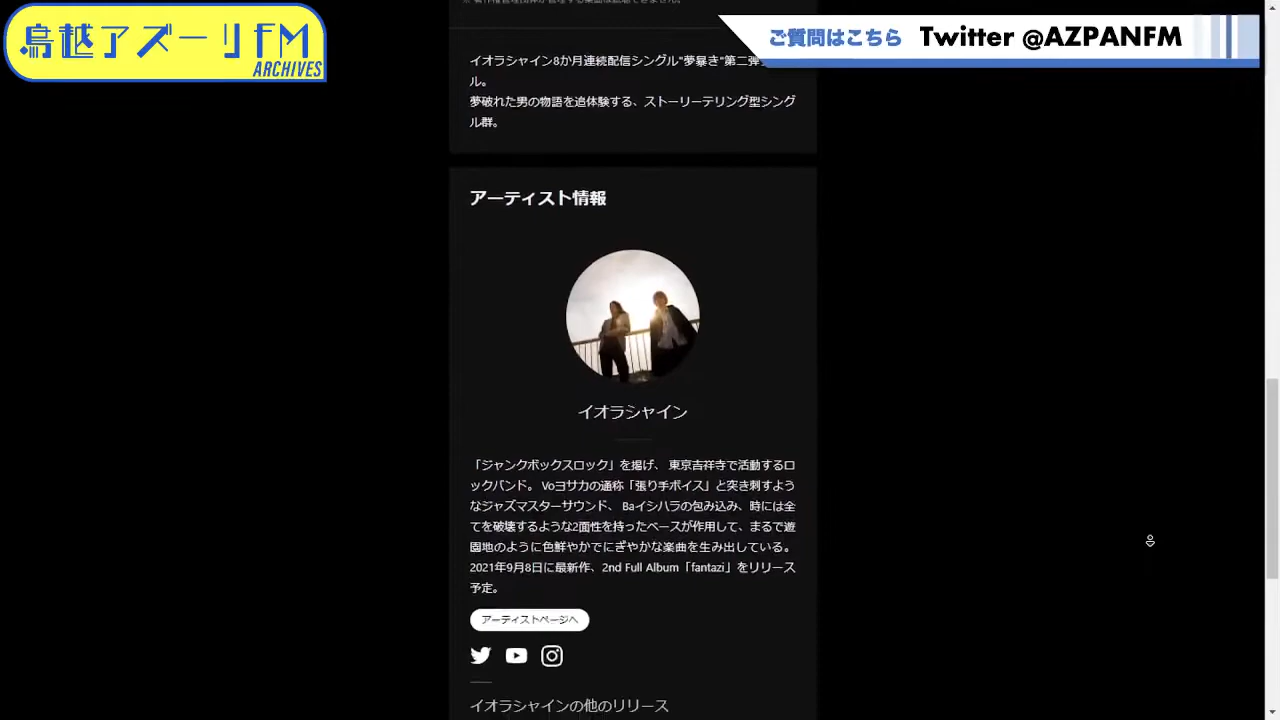 鳥越アズーリFM
ARCHIVES
ご質問はこちら Twitter @AZPANFM
イオラシャイン8か月連続配信シングル"夢暴き"第二弾
ル。
夢破れた男の物語を追体験する、ストーリーテリング型シング
ル群。
アーティスト情報
イオラシャイン
「ジャンクボックスロック」を掲げ、 東京吉祥寺で活動するロ
ックバンド。 Voヨサカの通称「張り手ボイス」と突き刺すよう
なジャズマスターサウンド、 Baイシハラの包み込み、時には全
てを破壊するような2面性を持ったベースが作用して、まるで遊
園地のように色鮮やかでにぎやかな楽曲を生み出している。
2021年9月8日に最新作、2nd Full Album「fantazi」をリリース
予定。
アーティストページへ
イオラシャインの他のリリース